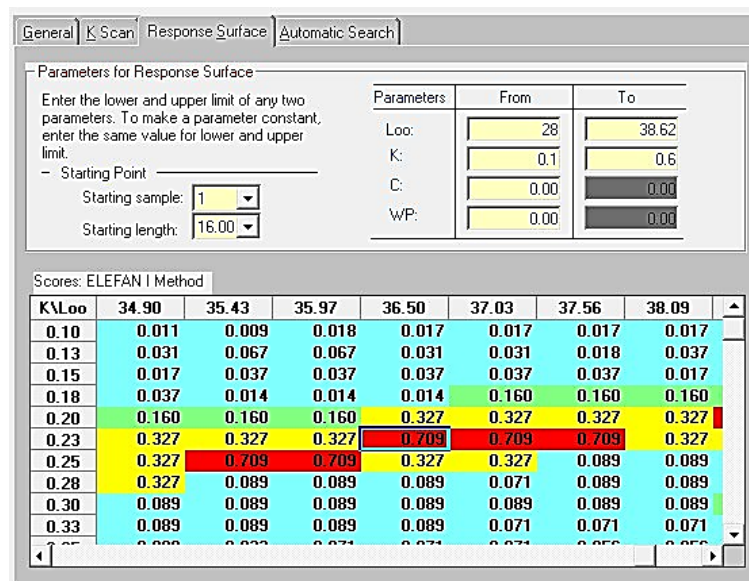 General K Scan Response Surface Automatic Search
Parameters for Response Surface
Enter the lower and upper limit of any two
parameters. To make a parameter constant,
enter the same value for lower and upper
limit.
Starting Point
Starting sample: 1
Starting length: 16.00
Parameters From To
Loo: 28 38.62
K: 0.1 0.6
C: 0.00 0.00
WP: 0.00 0.00
Scores: ELEFAN I Method
K\Loo 34.90 35.43 35.97 36.50 37.03 37.56 38.09
0.10 0.011 0.009 0.018 0.017 0.017 0.017 0.017
0.13 0.031 0.067 0.067 0.031 0.031 0.018 0.037
0.15 0.017 0.037 0.037 0.037 0.037 0.037 0.017
0.18 0.037 0.014 0.014 0.014 0.160 0.160 0.160
0.20 0.160 0.160 0.160 0.327 0.327 0.327 0.327
0.23 0.327 0.327 0.327 0.709 0.709 0.709 0.327
0.25 0.327 0.709 0.709 0.327 0.327 0.089 0.089
0.28 0.327 0.089 0.089 0.089 0.071 0.089 0.089
0.30 0.089 0.089 0.089 0.089 0.089 0.089 0.089
0.33 0.089 0.089 0.089 0.089 0.071 0.071 0.071